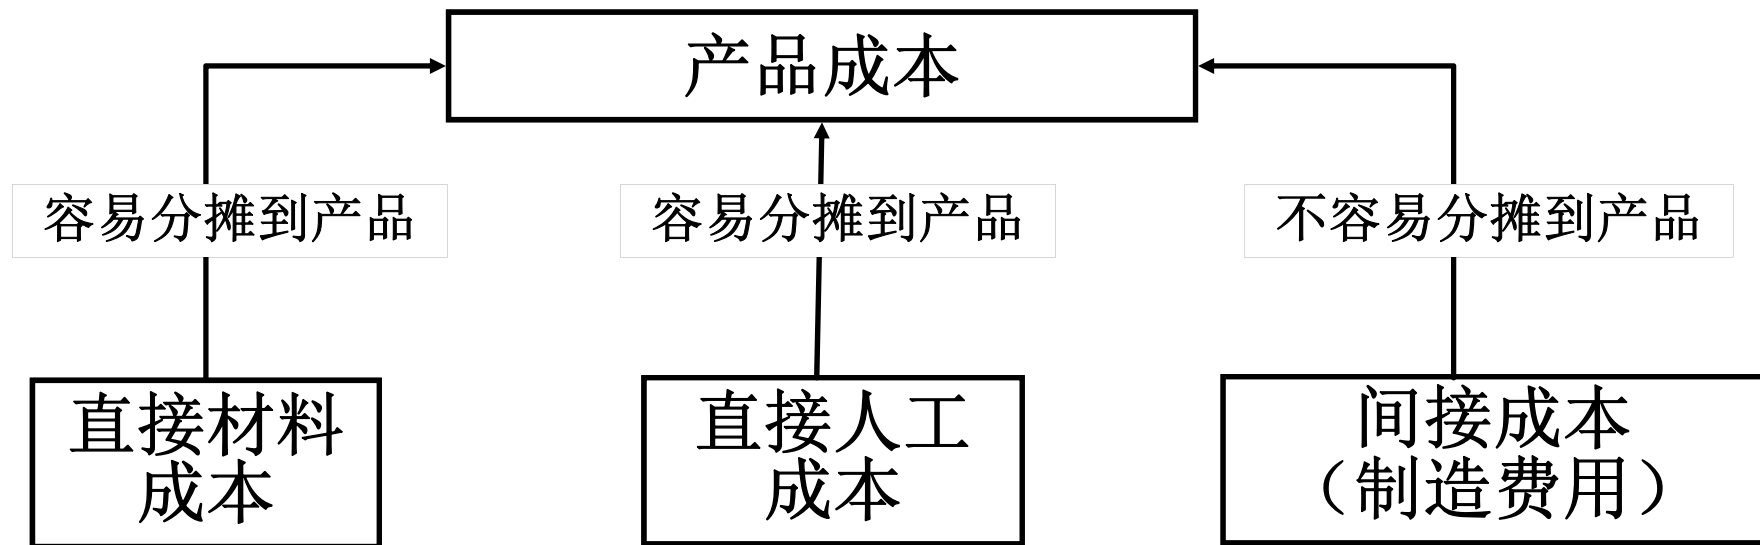 产品成本
容易分摊到产品
容易分摊到产品
不容易分摊到产品
直接材料
成本
直接人工
成本
间接成本
（制造费用）